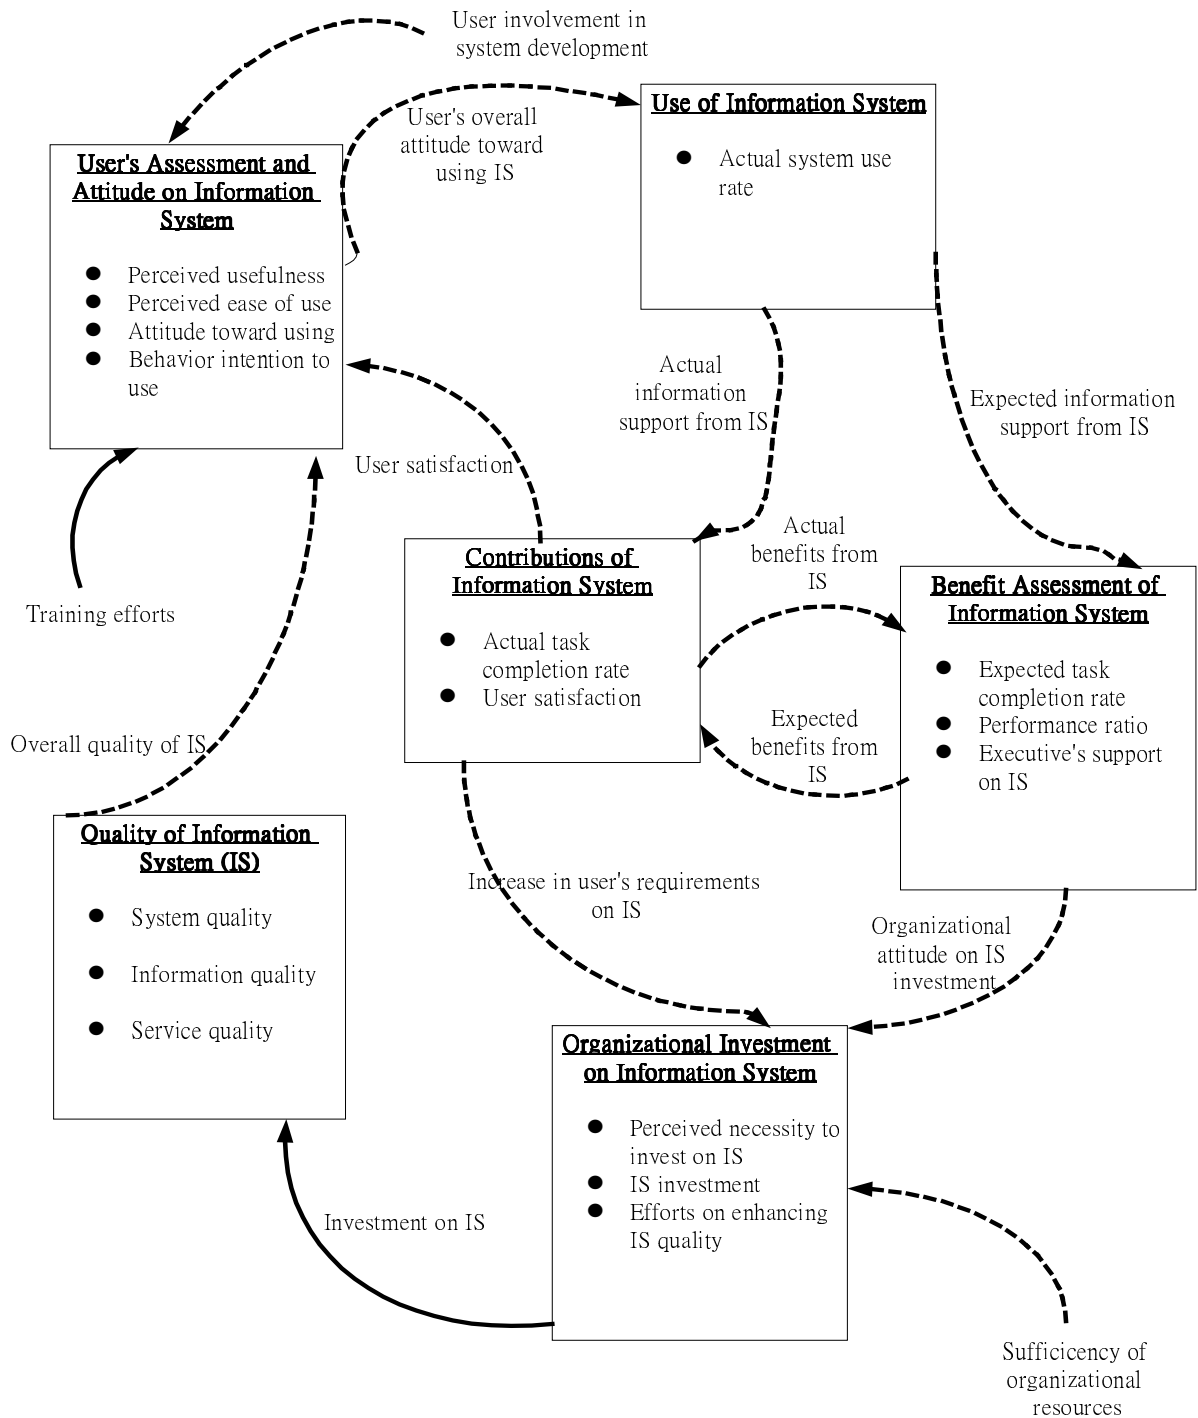 User involvement in
system development
User's overall
attitude toward
using IS
Use of Information System
● Actual system use
rate
User's Assessment and
Attitude on Information
System
● Perceived usefulness
● Perceived ease of use
● Attitude toward using
● Behavior intention to
use
Actual
information
support from IS
Expected information
support from IS
User satisfaction
Training efforts
Actual
benefits from
IS
Contributions of
Information System
● Actual task
completion rate
● User satisfaction
Benefit Assessment of
Information System
● Expected task
completion rate
● Performance ratio
● Executive's support
on IS
Expected
benefits from
IS
Overall quality of IS
Quality of Information
System (IS)
● System quality
● Information quality
● Service quality
Increase in user's requirements
on IS
Organizational
attitude on IS
investment
Organizational Investment
on Information System
● Perceived necessity to
invest on IS
● IS investment
● Efforts on enhancing
IS quality
Investment on IS
Sufficicency of
organizational
resources